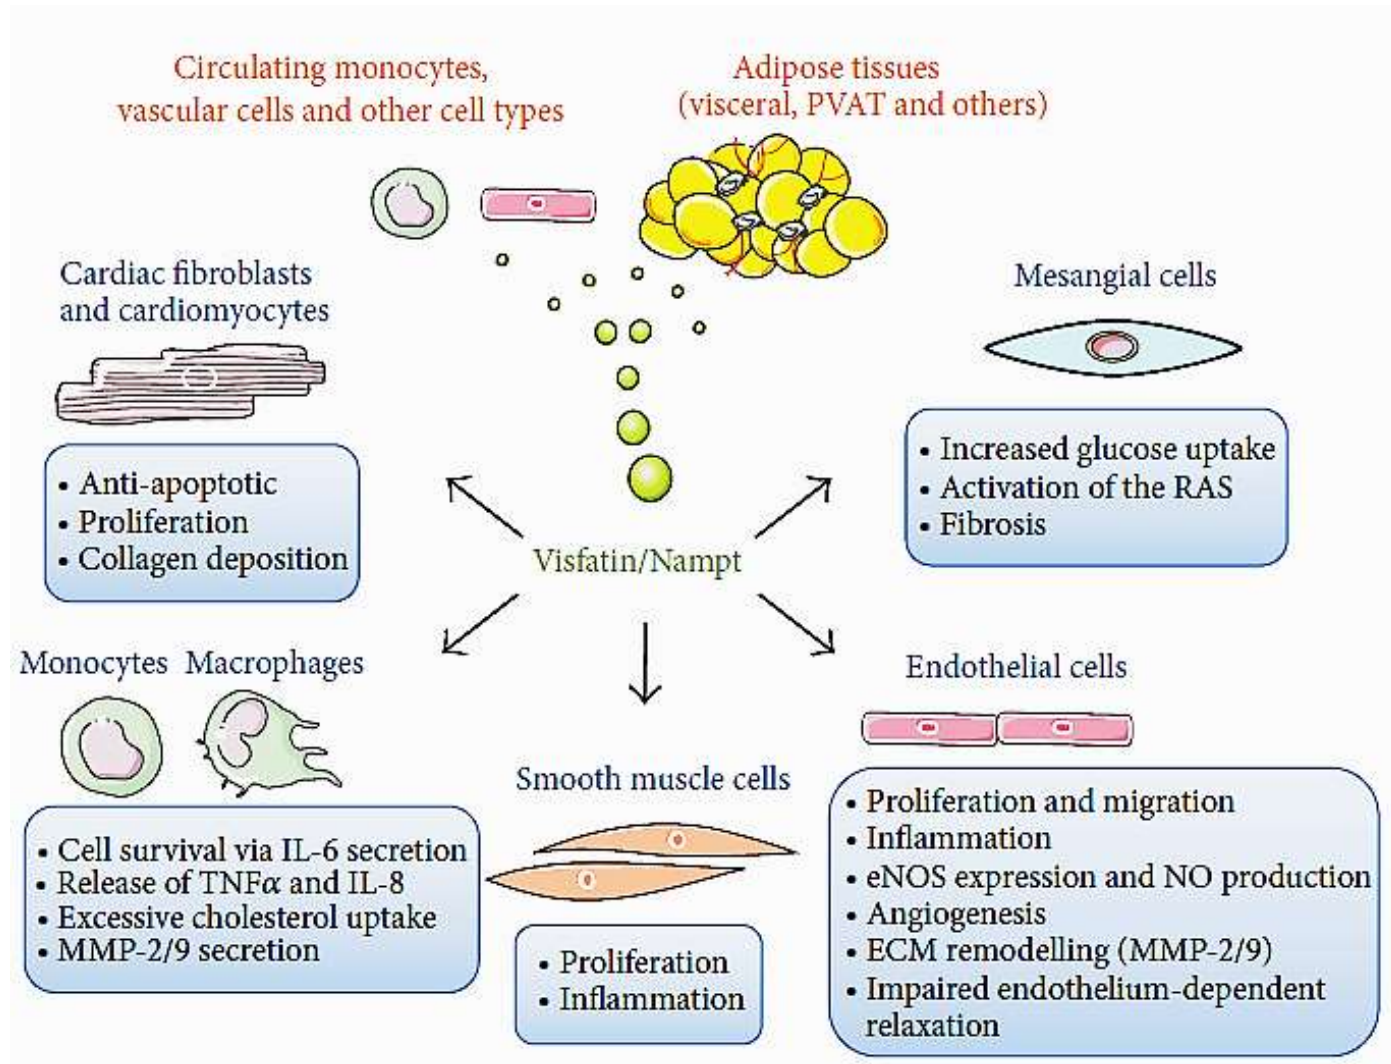 Circulating monocytes,
vascular cells and other cell types
Adipose tissues
(visceral, PVAT and others)
Cardiac fibroblasts
and cardiomyocytes
• Anti-apoptotic
• Proliferation
• Collagen deposition
Mesangial cells
• Increased glucose uptake
• Activation of the RAS
• Fibrosis
Visfatin/Nampt
Monocytes Macrophages
• Cell survival via IL-6 secretion
• Release of TNFα and IL-8
• Excessive cholesterol uptake
• MMP-2/9 secretion
Smooth muscle cells
• Proliferation
• Inflammation
Endothelial cells
• Proliferation and migration
• Inflammation
• eNOS expression and NO production
• Angiogenesis
• ECM remodelling (MMP-2/9)
• Impaired endothelium-dependent
relaxation